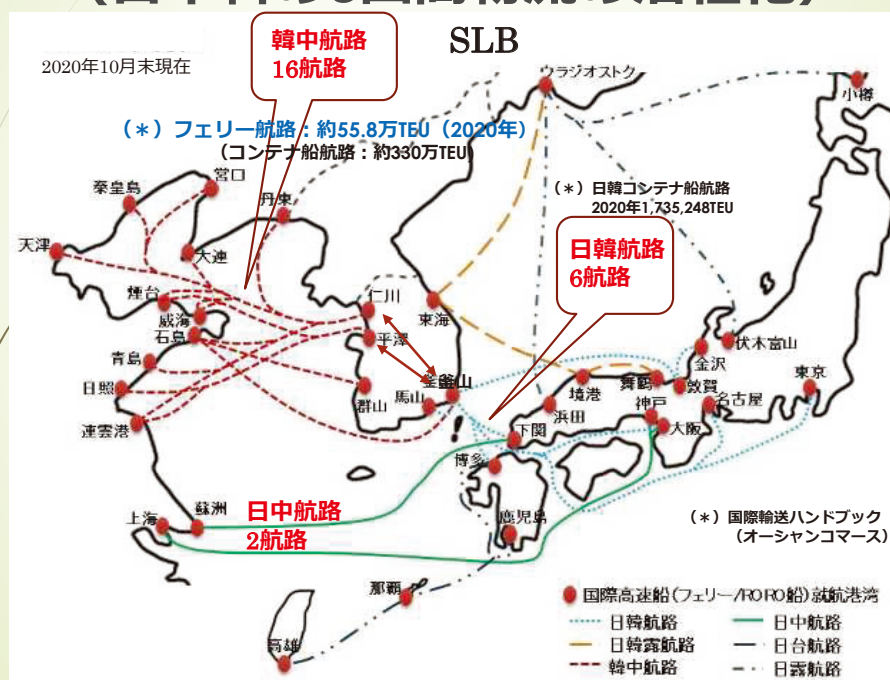 SLB
2020年10月末現在
韓中航路
16航路
(*)フェリー航路：約55.8万TEU（2020年）
(コンテナ船航路：約330万TEU)
(*)日韓コンテナ船航路
2020年1,735,248TEU
日韓航路
6航路
ウラジオストク
小樽
営口
秦皇島
丹東
天津
大連
煙台
威海
石島
仁川
東海
平澤
青島
日照
連雲港
群山
馬山
釜山
伏木富山
金沢
東京
境港
舞鶴
敦賀
名古屋
浜田
神戸
大阪
下関
博多
鹿児島
上海
蘇洲
日中航路
2航路
(*)国際輸送ハンドブック
(オーシャンコマース)
那覇
高雄
国際高速船(フェリー/RORO船)就航港湾
日韓航路
日中航路
日韓露航路
日台航路
韓中航路
日露航路